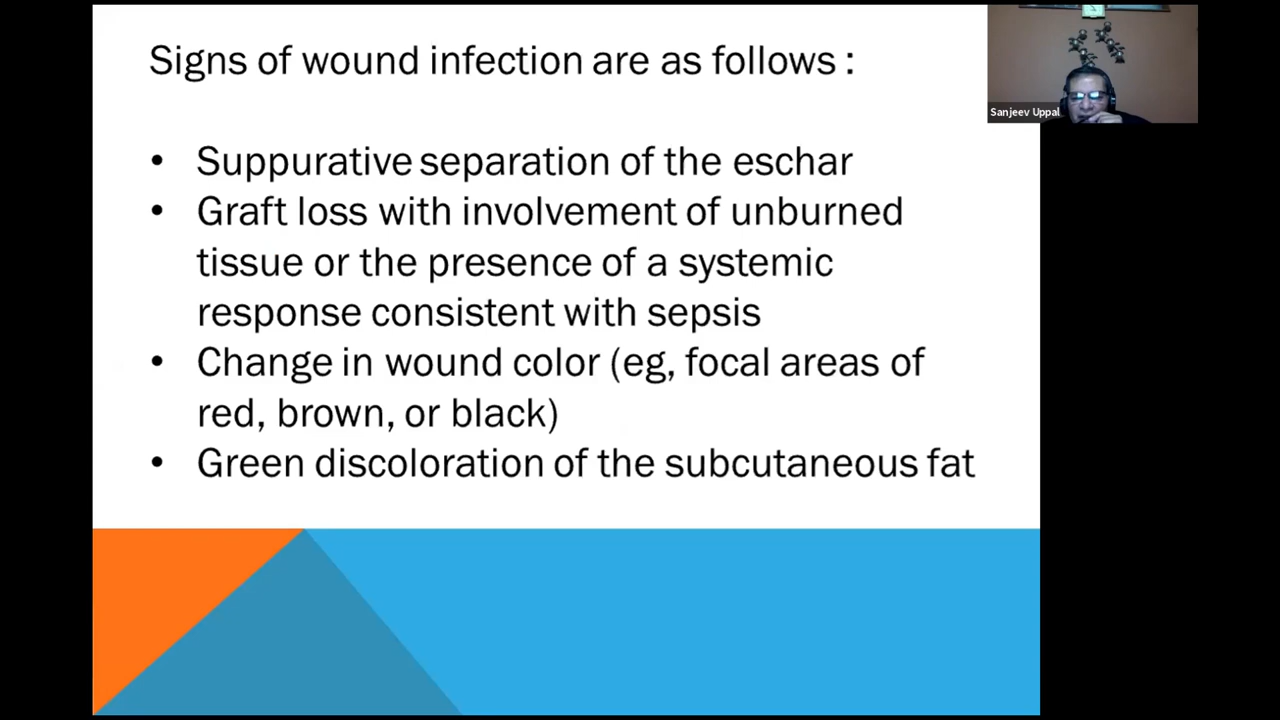 Signs of wound infection are as follows :
• Suppurative separation of the eschar
• Graft loss with involvement of unburned
tissue or the presence of a systemic
response consistent with sepsis
• Change in wound color (eg, focal areas of
red, brown, or black)
• Green discoloration of the subcutaneous fat
Sanjeev Uppal